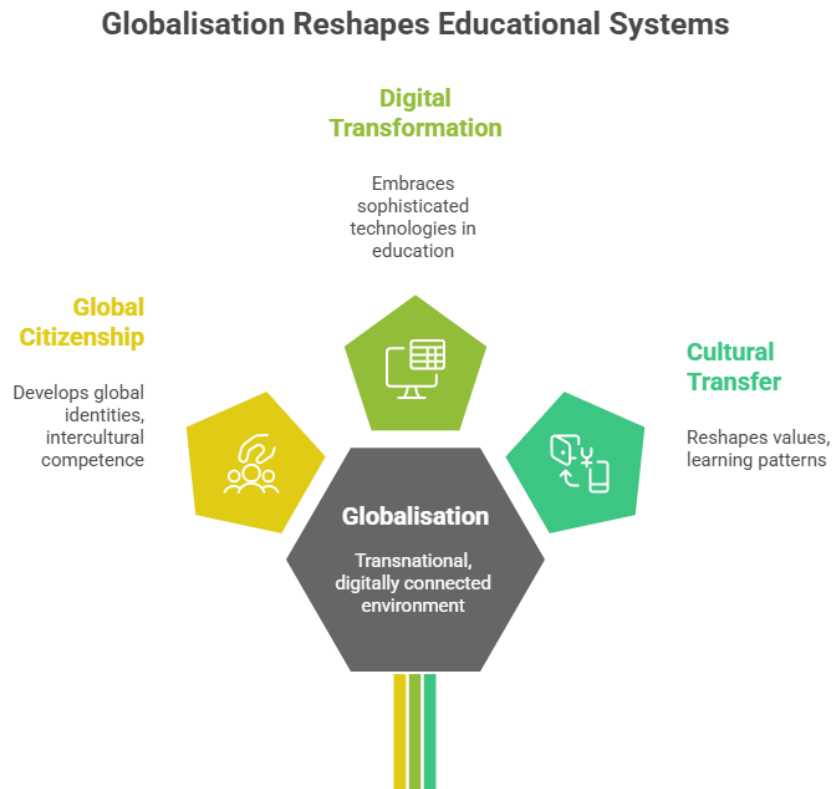 Globalisation Reshapes Educational Systems
Digital
Transformation
Embraces
sophisticated
technologies in
education
Global
Citizenship
Develops global
identities,
intercultural
competence
Cultural
Transfer
Reshapes values,
learning patterns
Globalisation
Transnational,
digitally connected
environment